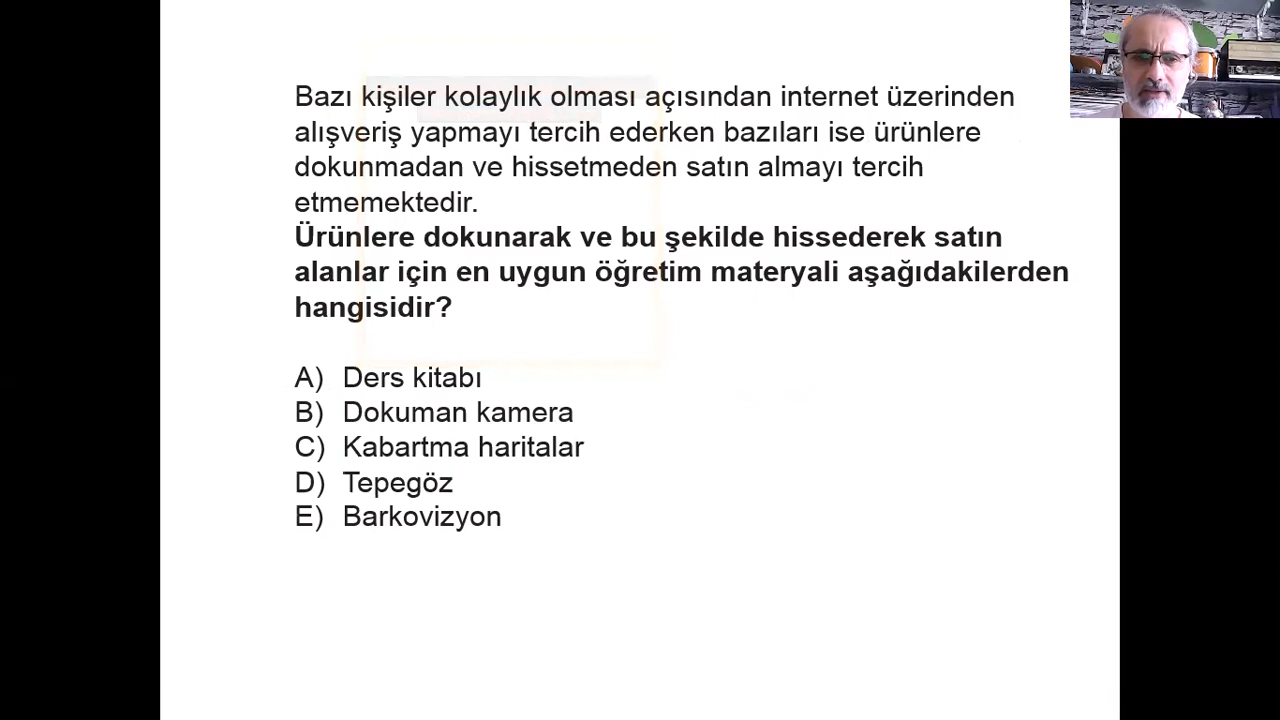 Bazı kişiler kolaylık olması açısından internet üzerinden
alışveriş yapmayı tercih ederken bazıları ise ürünlere
dokunmadan ve hissetmeden satın almayı tercih
etmemektedir.
Ürünlere dokunarak ve bu şekilde hissederek satın
alanlar için en uygun öğretim materyali aşağıdakilerden
hangisidir?
A) Ders kitabı
B) Dokuman kamera
C) Kabartma haritalar
D) Tepegöz
E) Barkovizyon